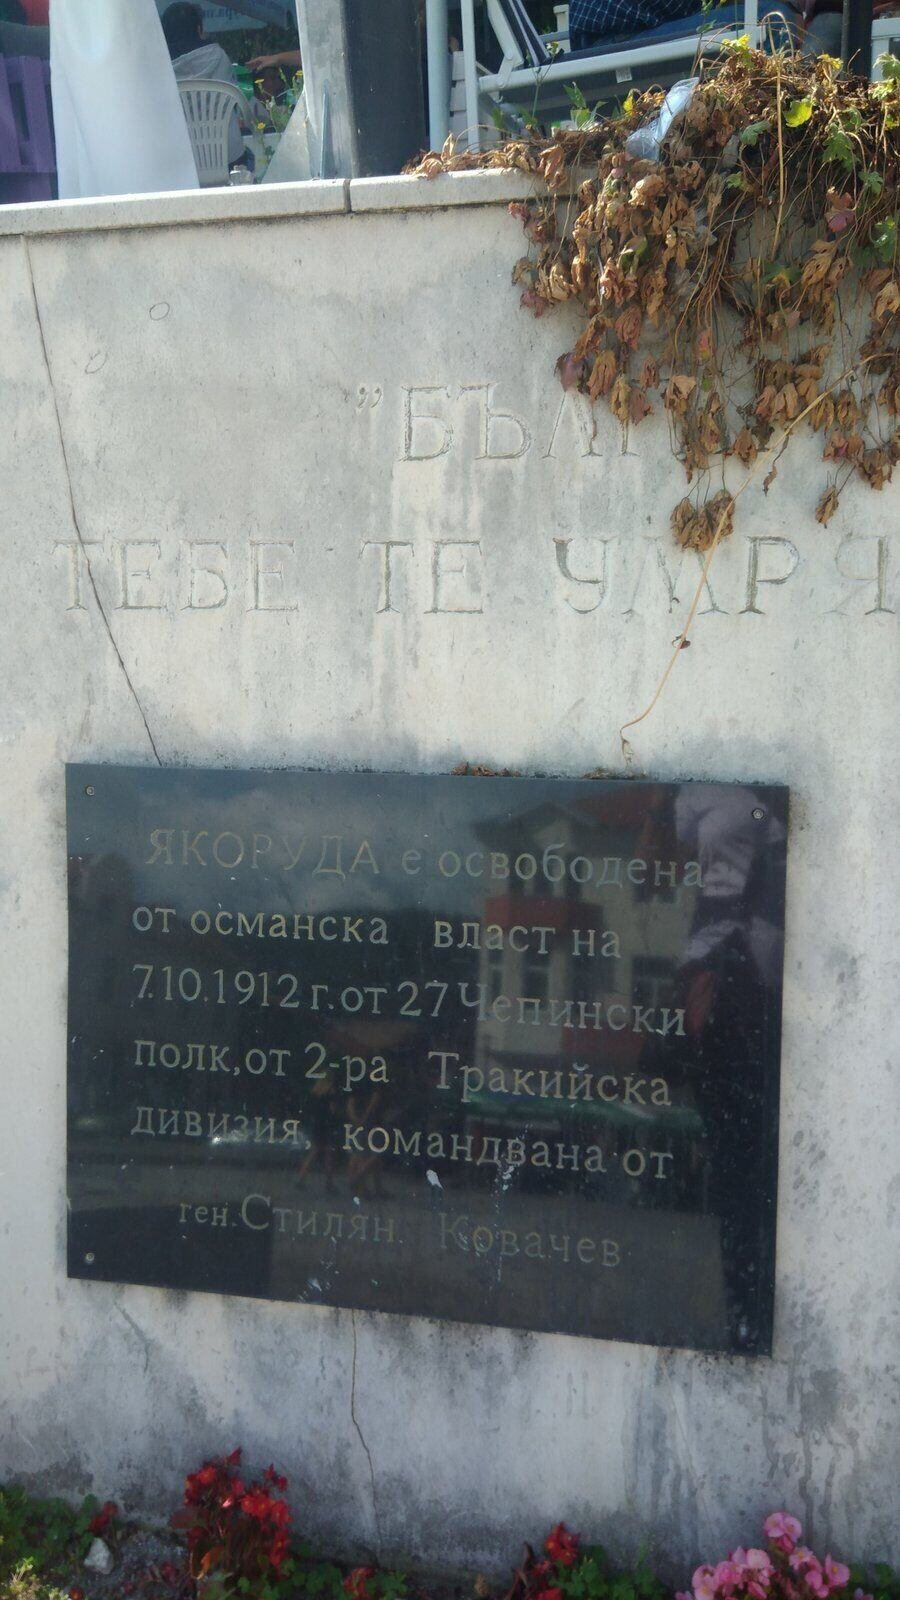 ТЕБЕ ТЕ УМРЯ
ЯКОРУДА е освободена
от османска власт на
7.10.1912 г. от 27 Чепински
полк, от 2-ра Тракийска
дивизия, командвана от
ген. Стилян Ковачев